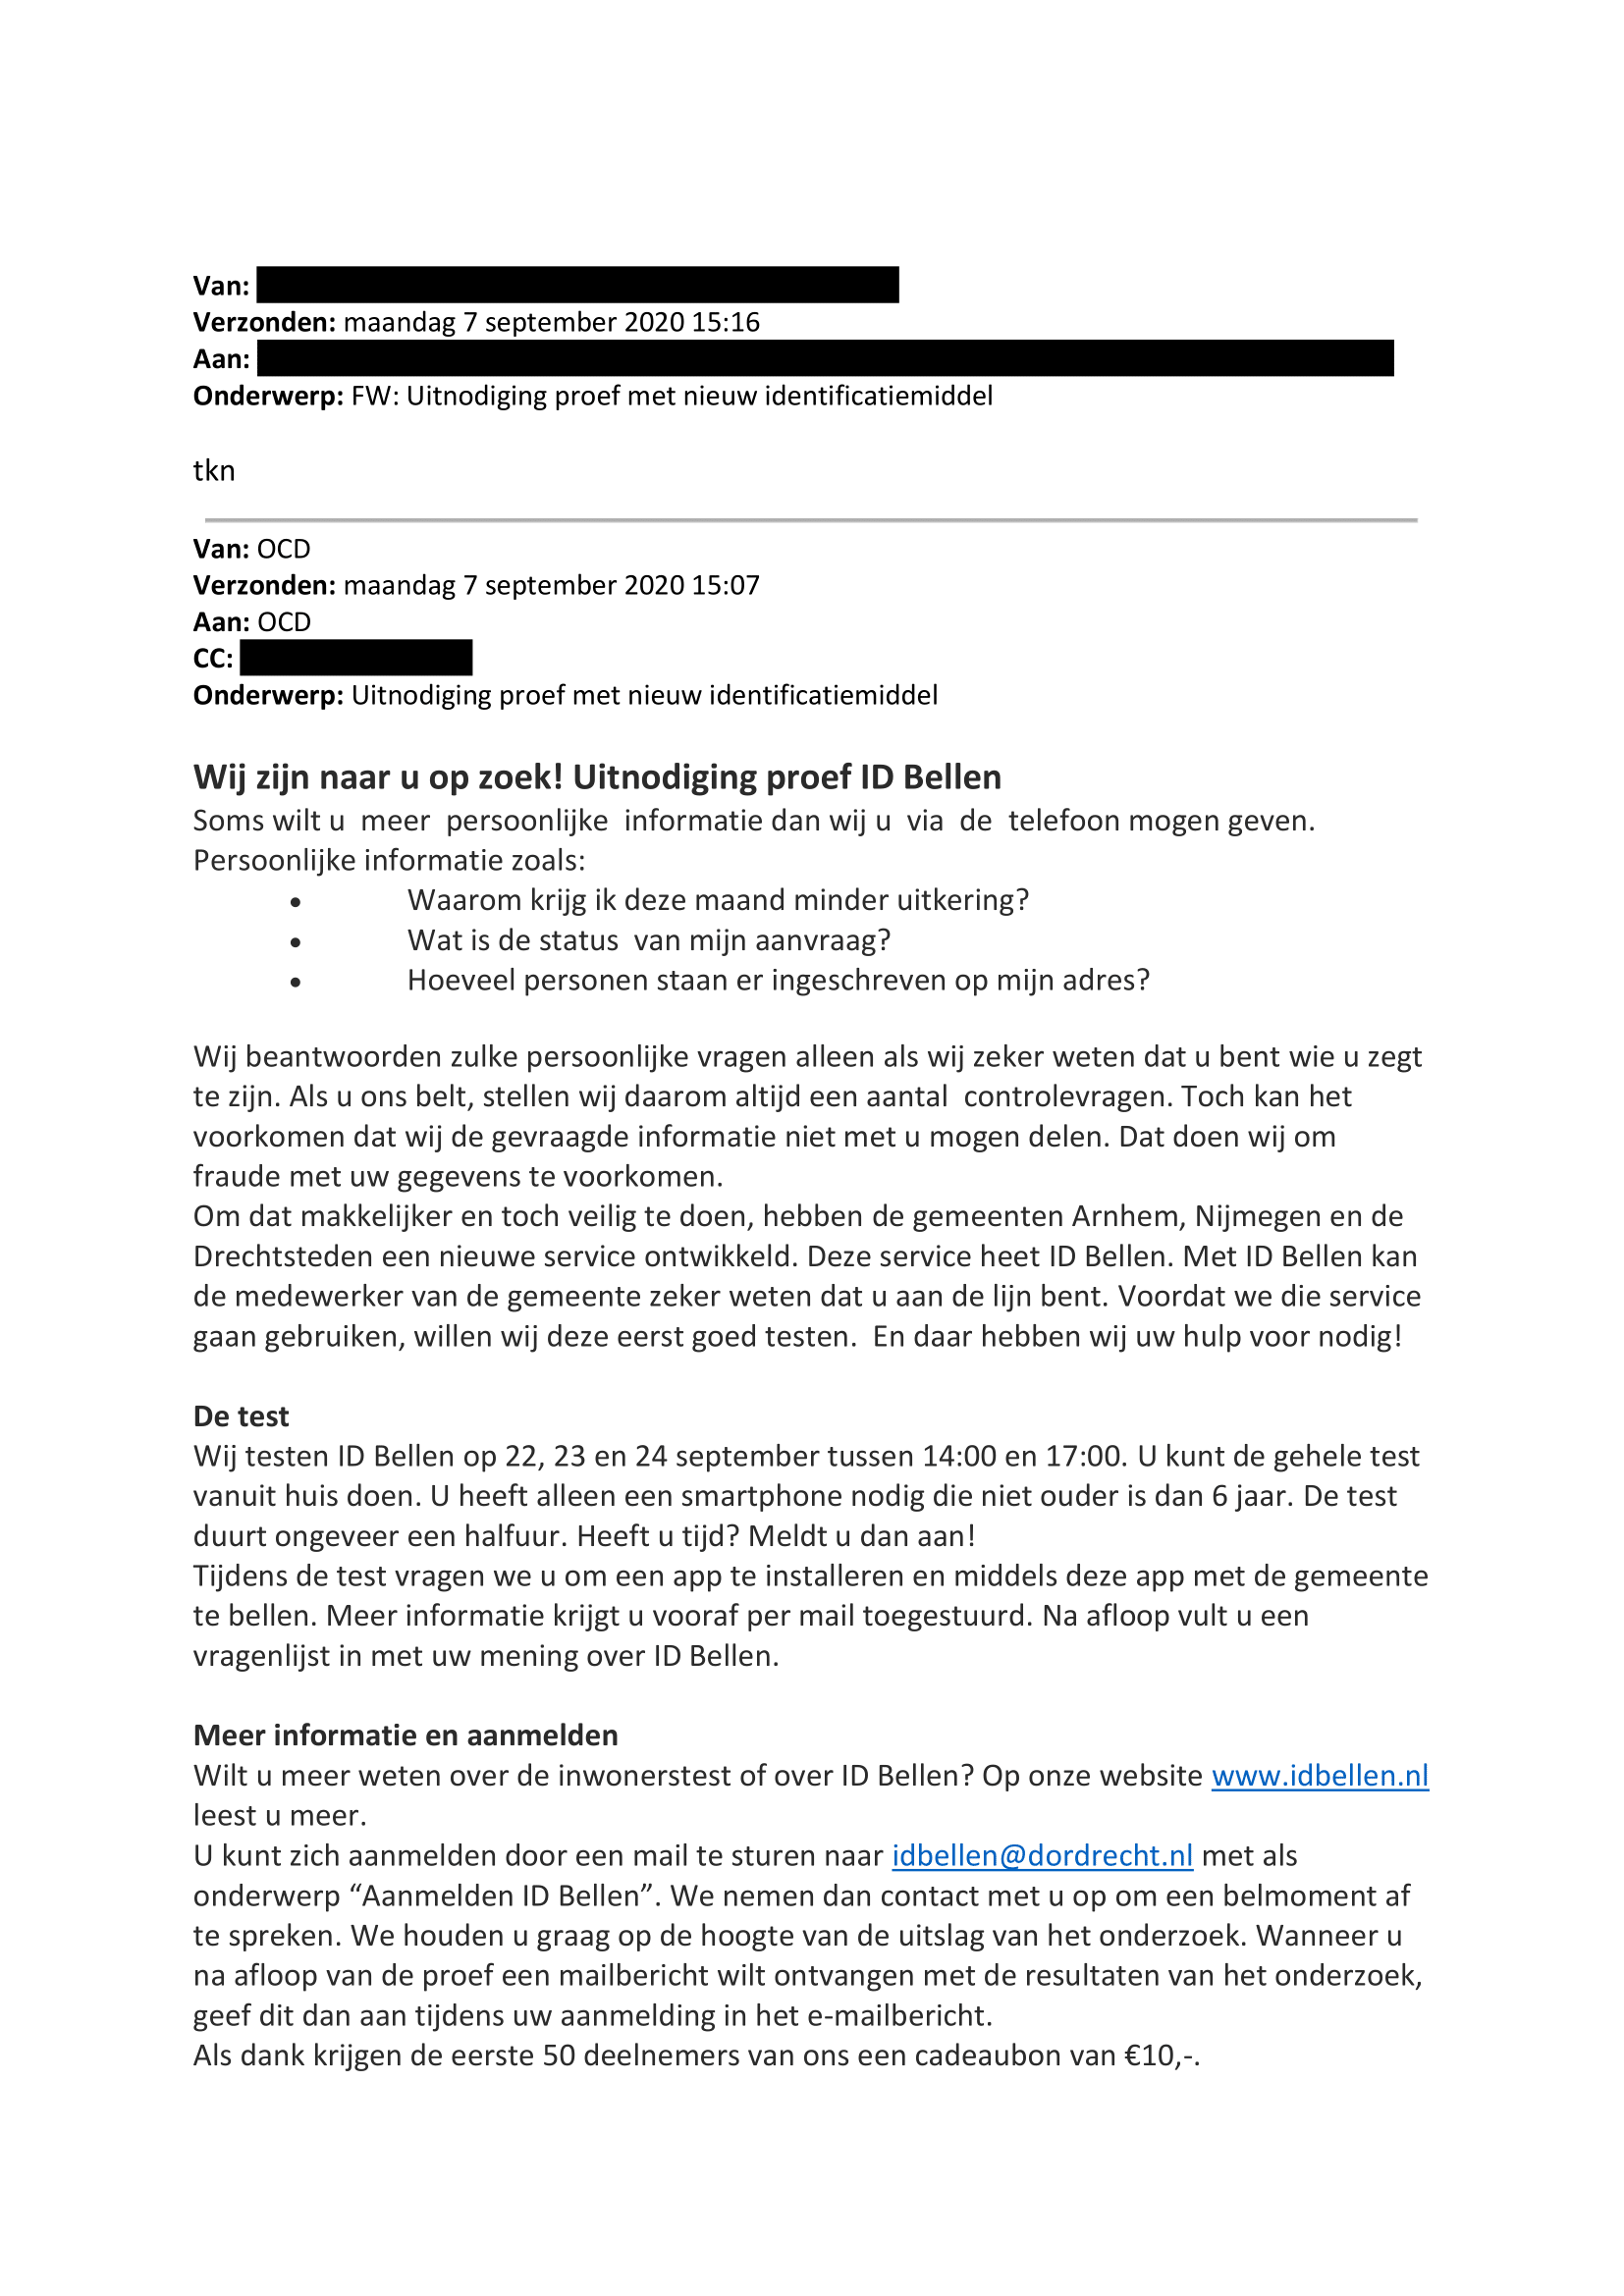 Van:
Verzonden: maandag 7 september 2020 15:16
Aan:
Onderwerp: FW: Uitnodiging proef met nieuw identificatiemiddel
tkn
Van: OCD
Verzonden: maandag 7 september 2020 15:07
Aan: OCD
CC:
Onderwerp: Uitnodiging proef met nieuw identificatiemiddel
Wij zijn naar u op zoek! Uitnodiging proef ID Bellen
Soms wilt u meer persoonlijke informatie dan wij u via de telefoon mogen geven.
Persoonlijke informatie zoals:
• Waarom krijg ik deze maand minder uitkering?
• Wat is de status van mijn aanvraag?
• Hoeveel personen staan er ingeschreven op mijn adres?
Wij beantwoorden zulke persoonlijke vragen alleen als wij zeker weten dat u bent wie u zegt
te zijn. Als u ons belt, stellen wij daarom altijd een aantal controlevragen. Toch kan het
voorkomen dat wij de gevraagde informatie niet met u mogen delen. Dat doen wij om
fraude met uw gegevens te voorkomen.
Om dat makkelijker en toch veilig te doen, hebben de gemeenten Arnhem, Nijmegen en de
Drechtsteden een nieuwe service ontwikkeld. Deze service heet ID Bellen. Met ID Bellen kan
de medewerker van de gemeente zeker weten dat u aan de lijn bent. Voordat we die service
gaan gebruiken, willen wij deze eerst goed testen. En daar hebben wij uw hulp voor nodig!
De test
Wij testen ID Bellen op 22, 23 en 24 september tussen 14:00 en 17:00. U kunt de gehele test
vanuit huis doen. U heeft alleen een smartphone nodig die niet ouder is dan 6 jaar. De test
duurt ongeveer een halfuur. Heeft u tijd? Meldt u dan aan!
Tijdens de test vragen we u om een app te installeren en middels deze app met de gemeente
te bellen. Meer informatie krijgt u vooraf per mail toegestuurd. Na afloop vult u een
vragenlijst in met uw mening over ID Bellen.
Meer informatie en aanmelden
Wilt u meer weten over de inwonerstest of over ID Bellen? Op onze website www.idbellen.nl
leest u meer.
U kunt zich aanmelden door een mail te sturen naar idbellen@dordrecht.nl met als
onderwerp “Aanmelden ID Bellen”. We nemen dan contact met u op om een belmoment af
te spreken. We houden u graag op de hoogte van de uitslag van het onderzoek. Wanneer u
na afloop van de proef een mailbericht wilt ontvangen met de resultaten van het onderzoek,
geef dit dan aan tijdens uw aanmelding in het e-mailbericht.
Als dank krijgen de eerste 50 deelnemers van ons een cadeaubon van €10,-.